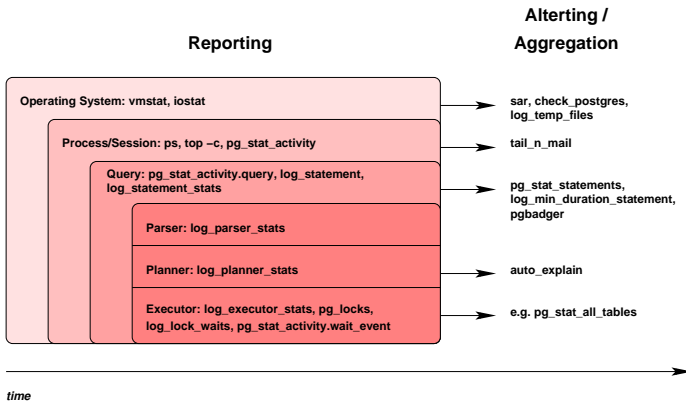 Alterting /
Reporting
Aggregation
Operating System: vmstat, iostat
sar, check_postgres,
log_temp_files
Process/Session: ps, top −c, pg_stat_activity
tail_n_mail
Query: pg_stat_activity.query, log_statement,
log_statement_stats
pg_stat_statements,
log_min_duration_statement,
pgbadger
Parser: log_parser_stats
Planner: log_planner_stats
auto_explain
Executor: log_executor_stats, pg_locks,
log_lock_waits, pg_stat_activity.wait_event
e.g. pg_stat_all_tables
time